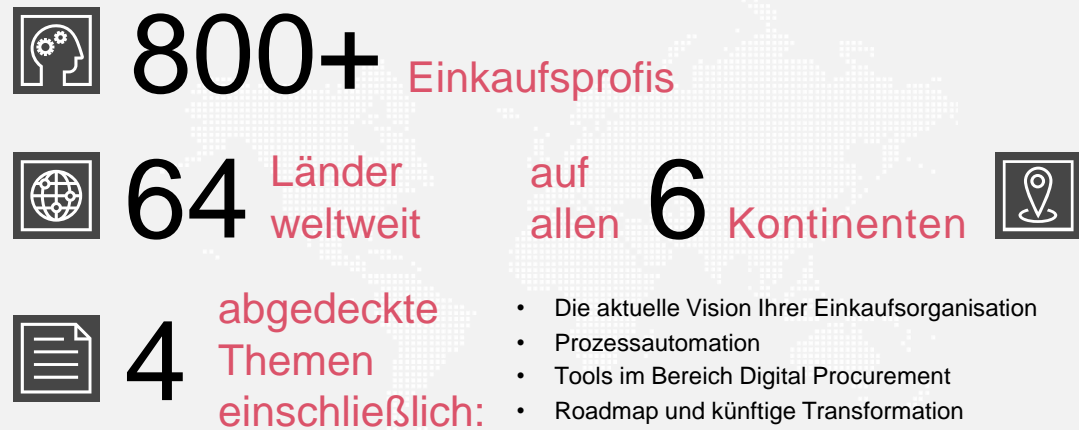 800+ Einkaufsprofis
64 Länder weltweit
auf allen 6 Kontinenten
4 abgedeckte Themen einschließlich:
• Die aktuelle Vision Ihrer Einkaufsorganisation
• Prozessautomation
• Tools im Bereich Digital Procurement
• Roadmap und künftige Transformation